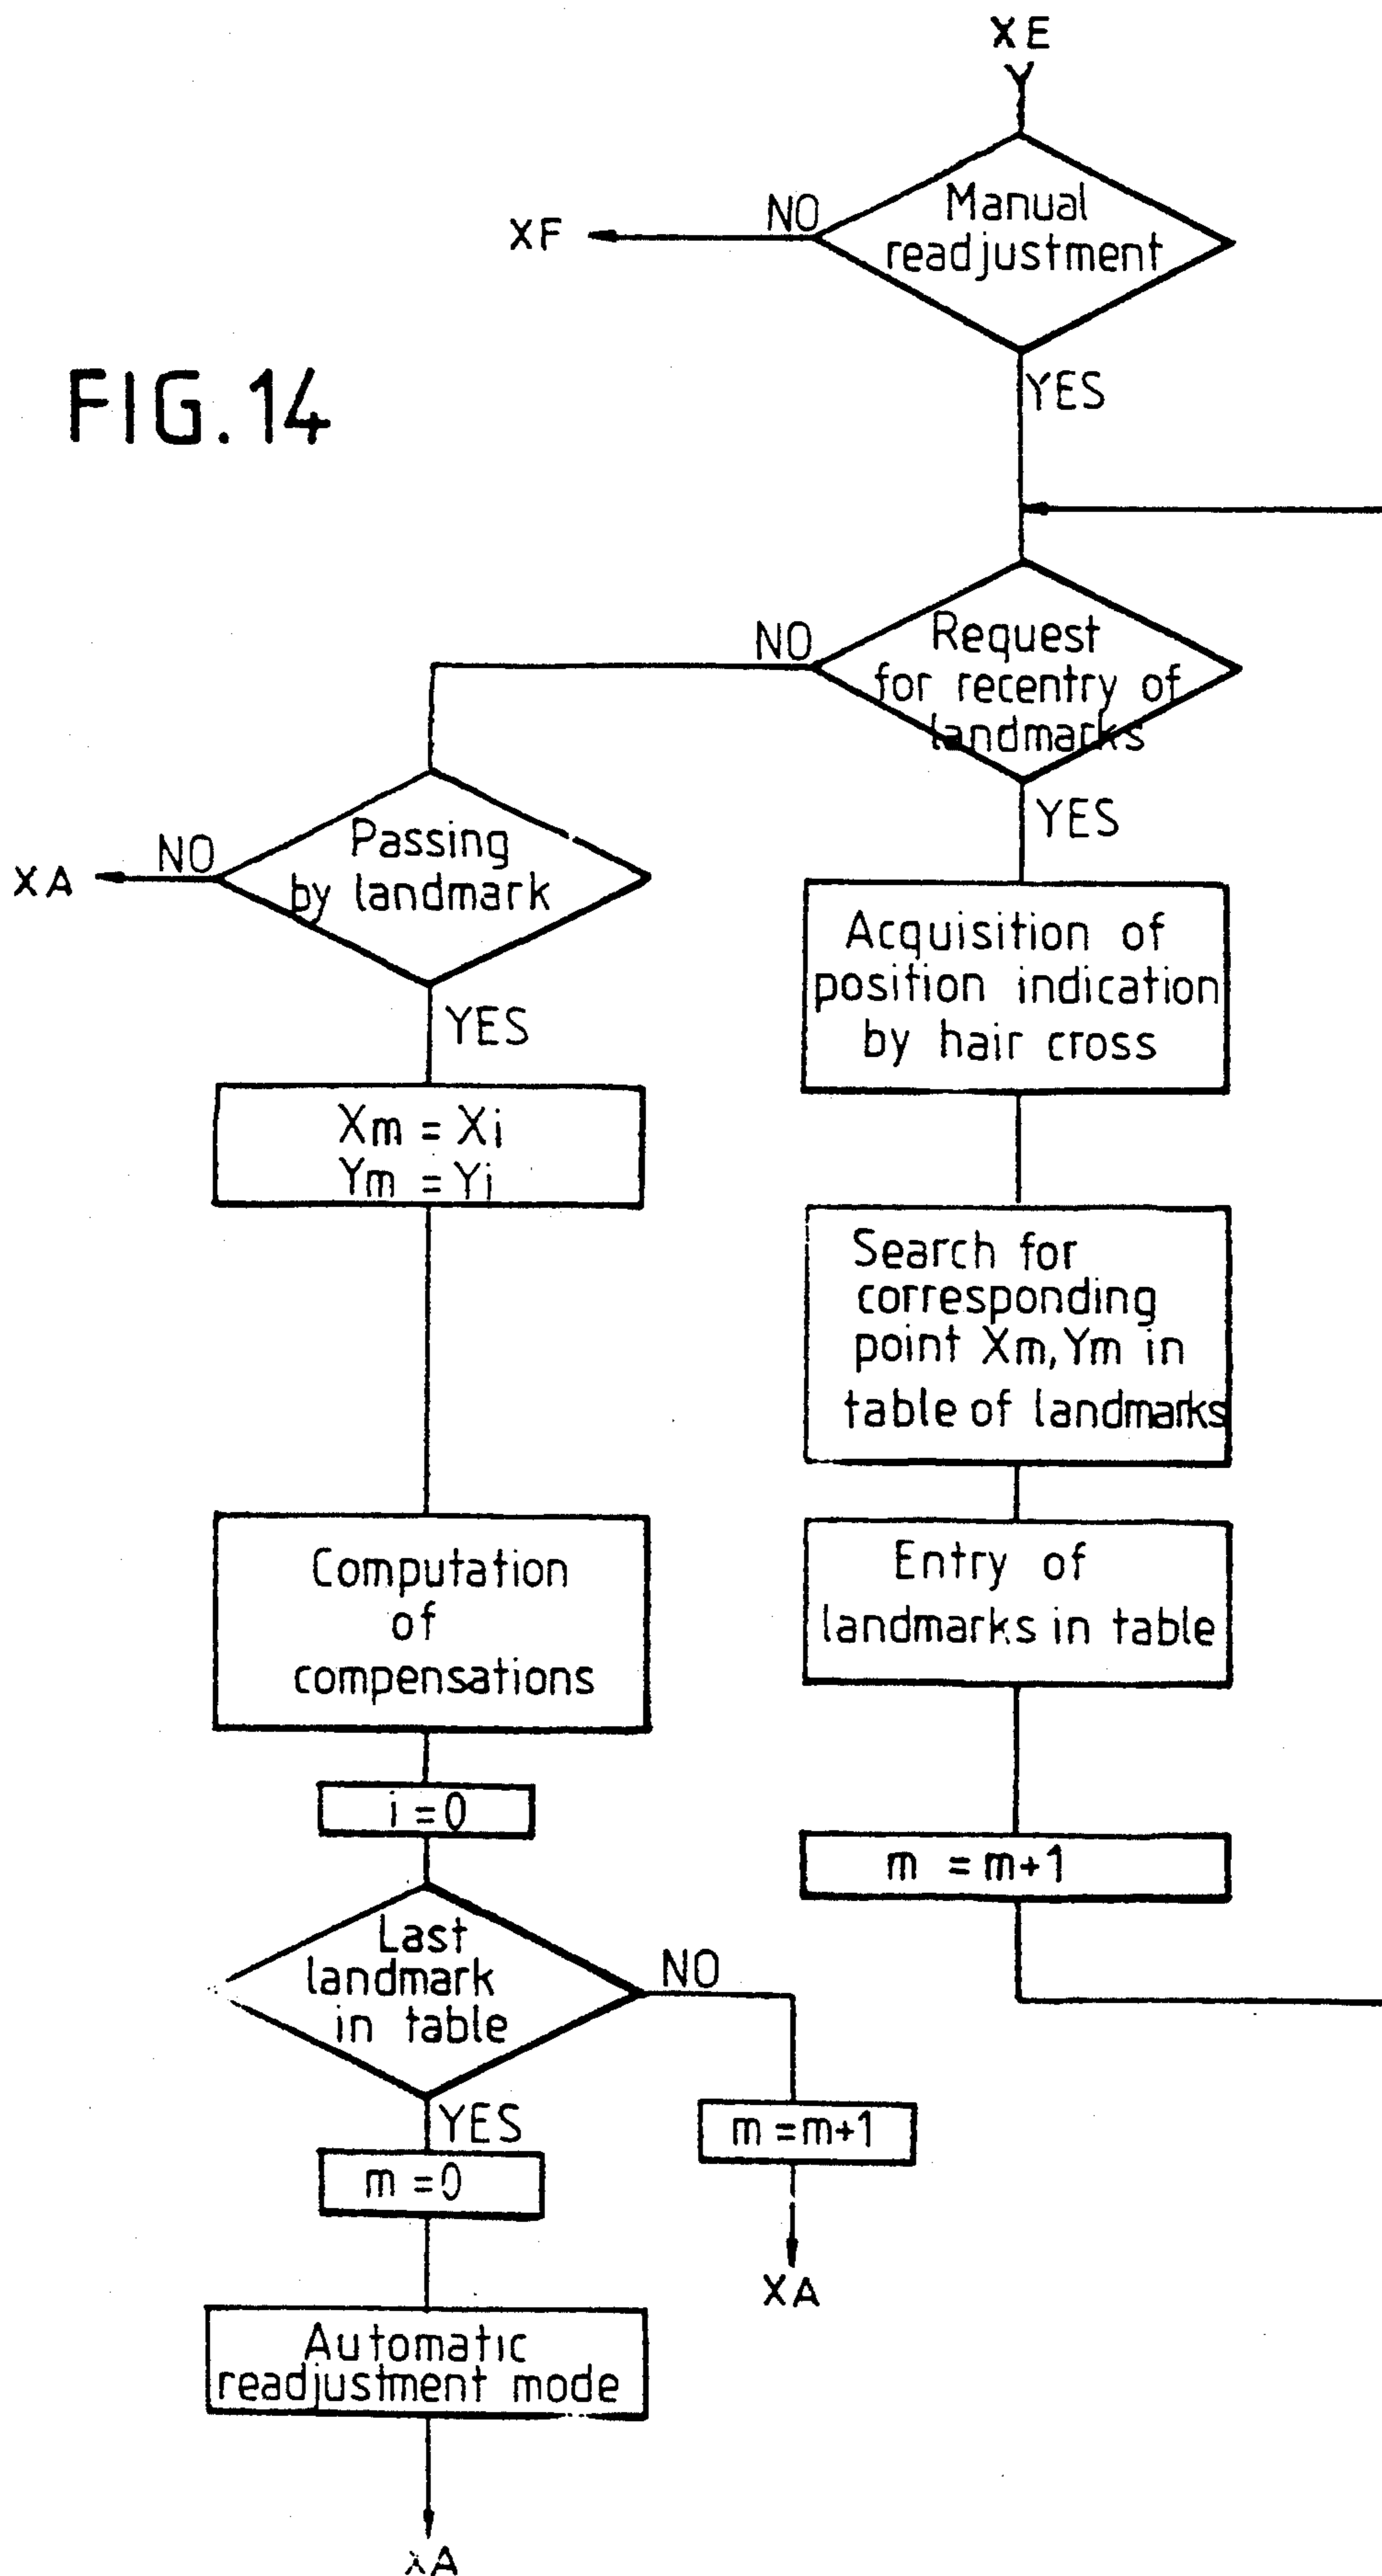 XE
Manual
readjustment
NO
XF
YES
FIG.14
Request
for recentry of
landmarks
NO
YES
Passing
by landmark
NO
XA
YES
Acquisition of
position indication
by hair cross
Xm = Xi
Ym = Yi
Search for
corresponding
point Xm,Ym in
table of landmarks
Computation
of
compensations
Entry of
landmarks in table
i = 0
m = m+1
Last
landmark
in table
NO
YES
m = m+1
m = 0
XA
Automatic
readjustment mode
XA